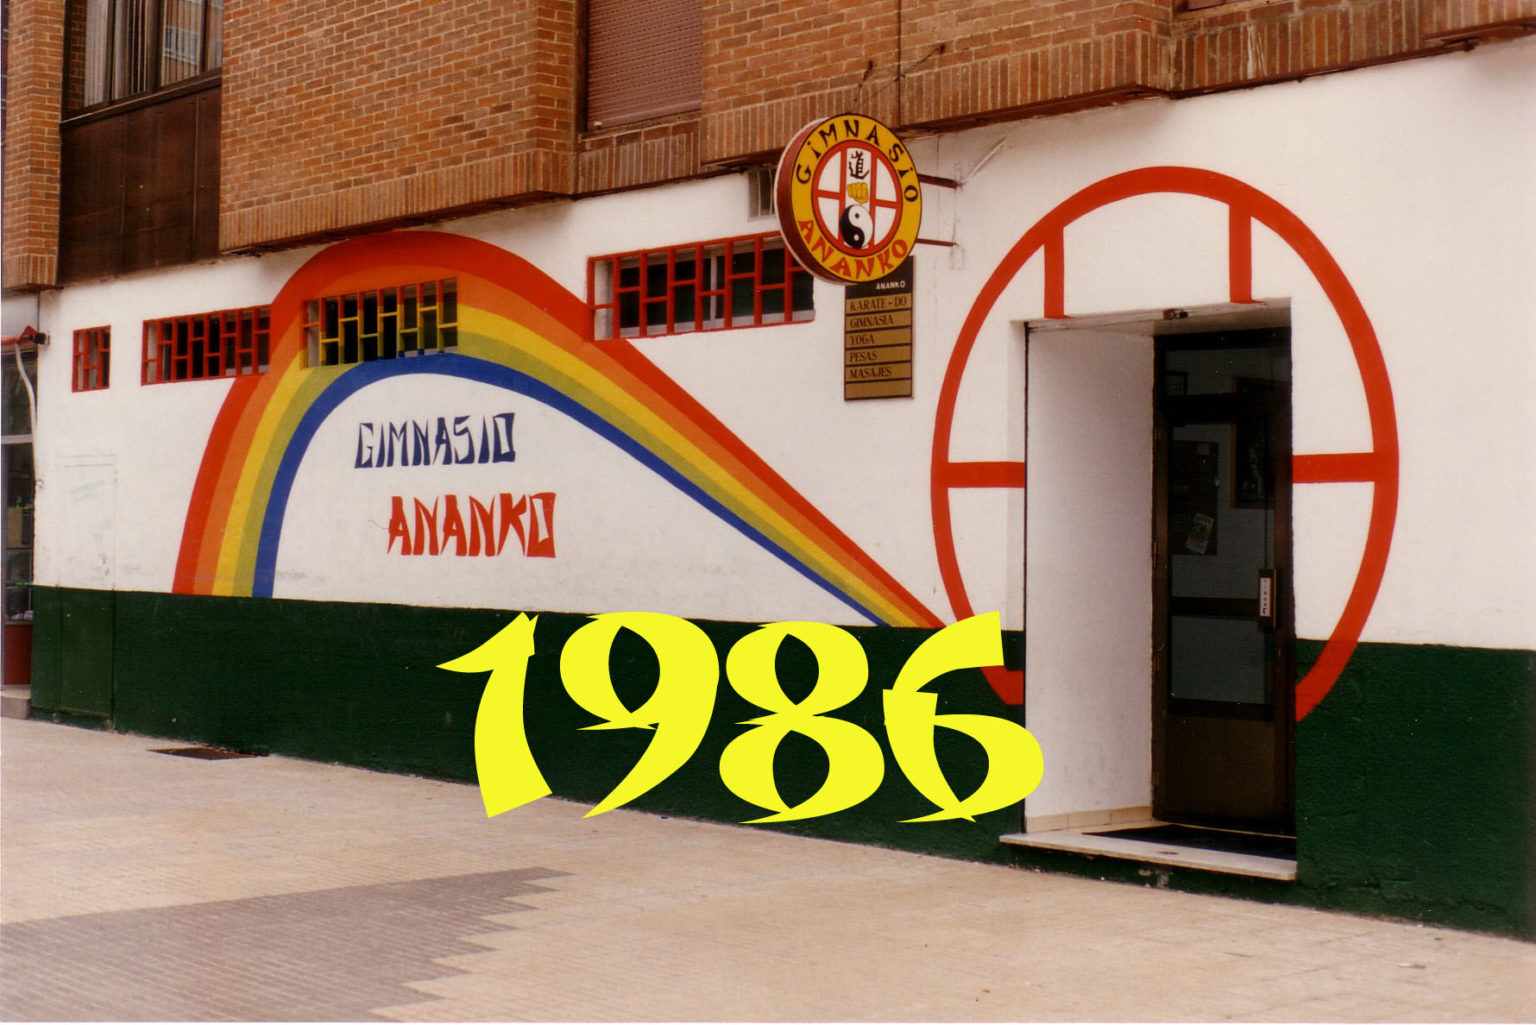 GiMNASiO
道
ANANKO
ANANKO
KARATE-DO
GIMNASIA
YOGA
PESAS
MASAJES
GIMNASIO
ANANKO
1986